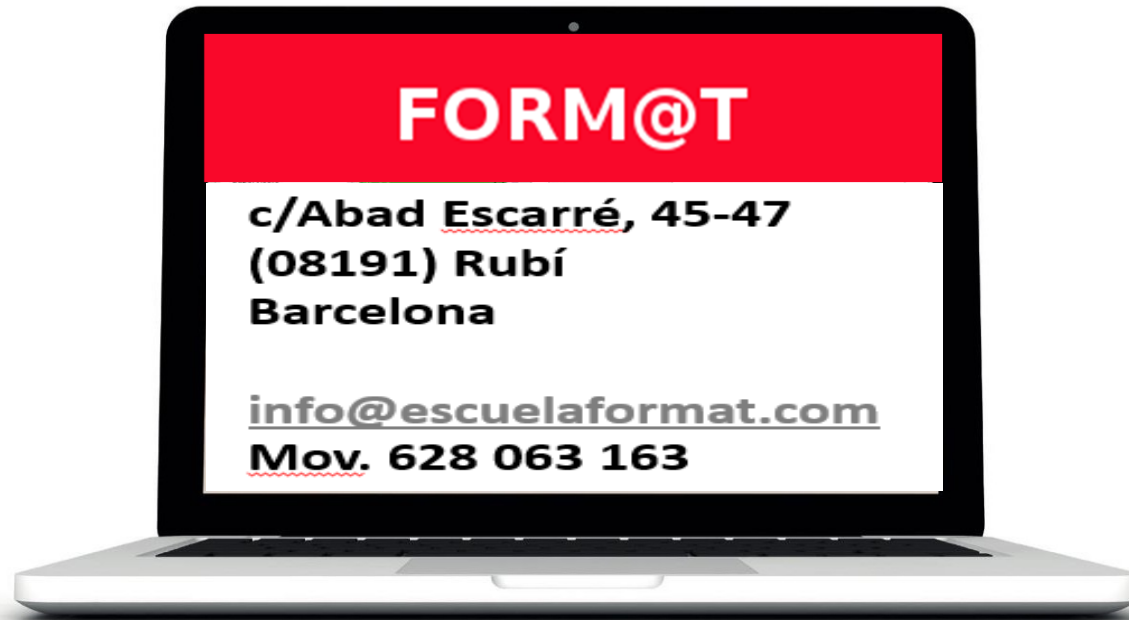 FORM@T
c/Abad Escarré, 45-47
(08191) Rubí
Barcelona
info@escuelaformat.com
Mov. 628 063 163